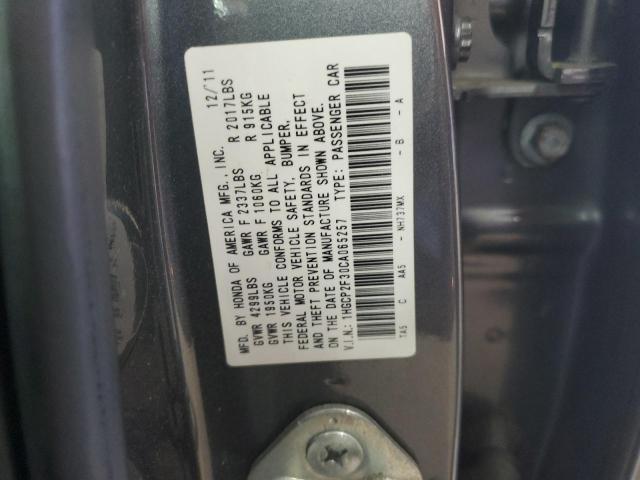 MFD. BY HONDA OF AMERICA MFG., INC. 12/11
GVWR 4299LBS GAWR F 2337LBS R 2017LBS
GVWR 1950KG GAWR F 1060KG R 915KG
THIS VEHICLE CONFORMS TO ALL APPLICABLE
FEDERAL MOTOR VEHICLE SAFETY, BUMPER,
AND THEFT PREVENTION STANDARDS IN EFFECT
ON THE DATE OF MANUFACTURE SHOWN ABOVE.
V.I.N.: 1HGCP2F30CA065257 TYPE: PASSENGER CAR
TA5 C AA5 - NH737MX - B - A